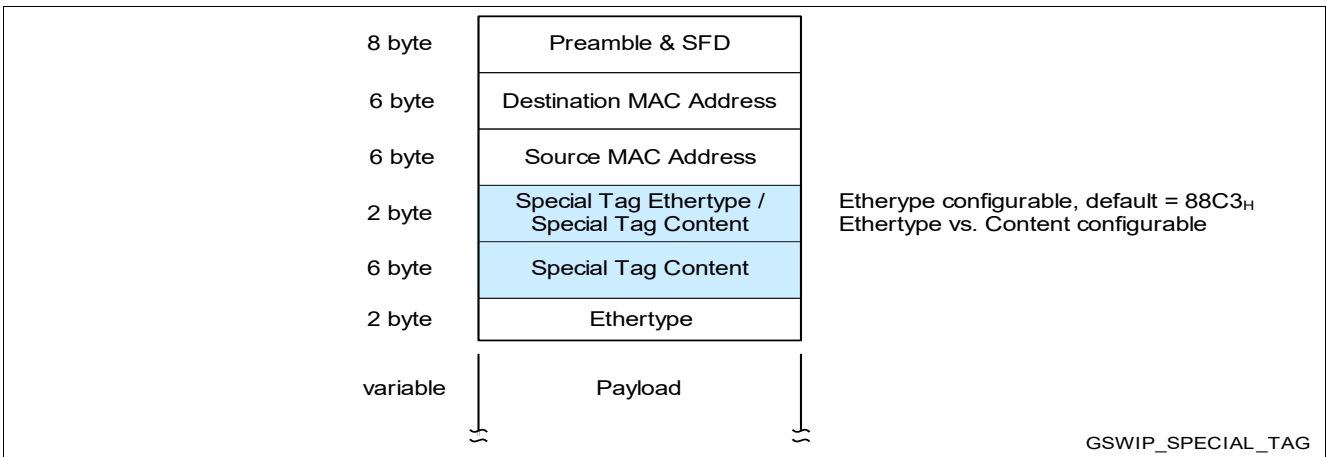 8 byte Preamble & SFD
6 byte Destination MAC Address
6 byte Source MAC Address
2 byte Special Tag Ethertype / Etherype configurable, default = 88C3H
Special Tag Content Ethertype vs. Content configurable
6 byte Special Tag Content
2 byte Ethertype
variable Payload
GSWIP_SPECIAL_TAG